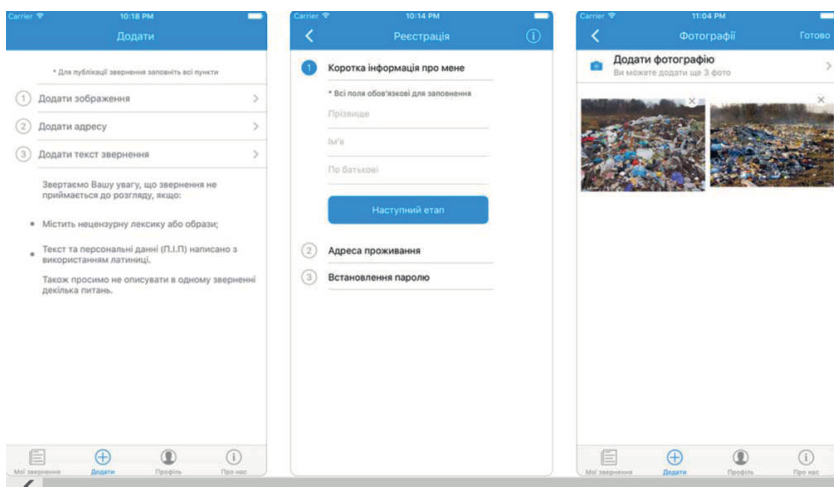 Carrier 10:18 PM
Додати
* Для публікації звернення заповніть всі пункти
1 Додати зображення
2 Додати адресу
3 Додати текст звернення
Звертаємо Вашу увагу, що звернення не
приймається до розгляду, якщо:
• Містить нецензурну лексику або образи;
• Текст та персональні данні (П.І.П) написано з
використанням латиниці.
Також просимо не описувати в одному зверненні
декілька питань.
Мої звернення Додати Профіль Про нас
Carrier 10:14 PM
Реєстрація
1 Коротка інформація про мене
* Всі поля обов'язкові для заповнення
Прізвище
Ім'я
По батькові
Наступний етап
2 Адреса проживання
3 Встановлення паролю
Carrier 11:04 PM
Фотографії Готово
Додати фотографію
Ви можете додати ще 3 фото
Мої звернення Додати Профіль Про нас